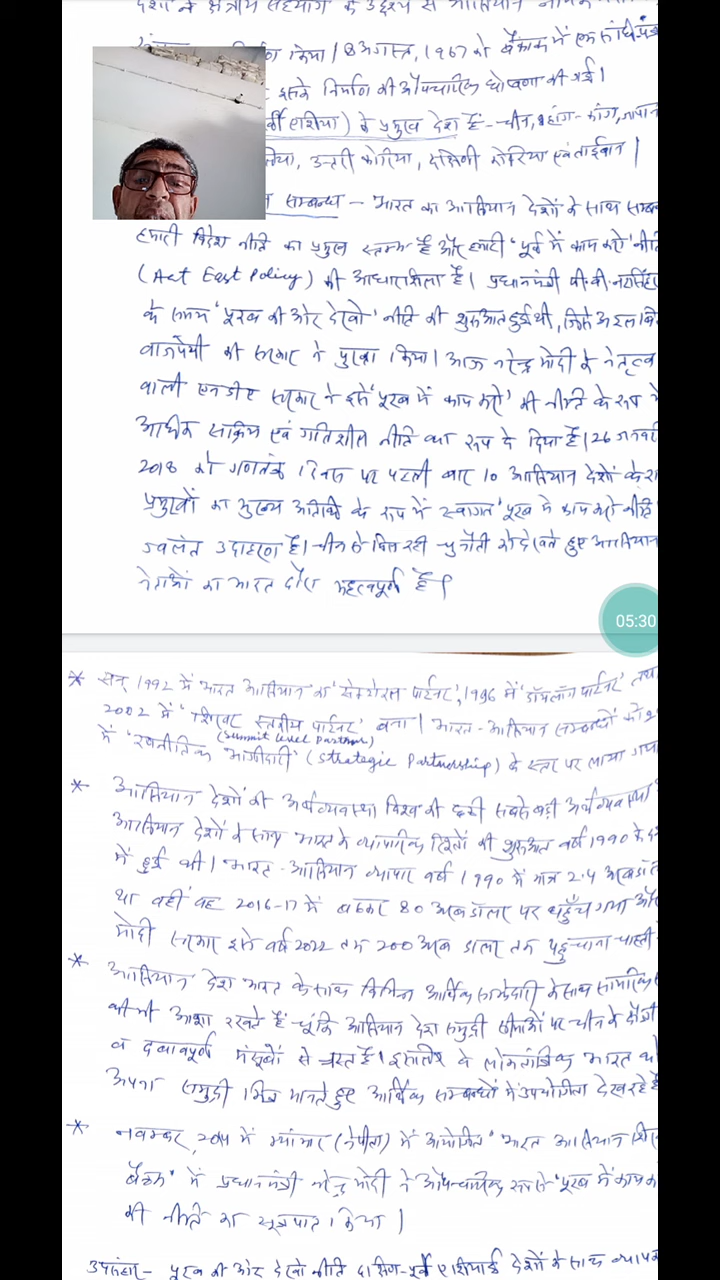 देशों के क्षेत्रीय सहयोग के उद्देश्य से आसियान नामक
किया। 8 अगस्त, 1967 को बैंकाक में एक संधिपत्र
इसके निर्माण की औपचारिक घोषणा की गई।
एशिया) के प्रमुख देश हैं - चीन, हांग-कांग, जापान
उत्तरी कोरिया, दक्षिणी कोरिया एवं ताईवान।
सम्बन्ध - भारत का आसियान देशों के साथ सम्बन्ध
हमारी विदेश नीति का प्रमुख स्तम्भ है और हमारी 'पूर्व में काम करो' नीति
(Act East Policy) की आधारशिला है। प्रधानमंत्री पी.वी. नरसिंहा
के समय 'पूरब की ओर देखो' नीति की शुरुआत हुई थी, जिसे अटल बि
वाजपेयी की सरकार ने पुख्ता किया। आज नरेन्द्र मोदी के नेतृत्व
वाली एनडीए सरकार ने इसे 'पूरब में काम करो' की नीति के रूप में
अधिक सक्रिय एवं गतिशील नीति का रूप दे दिया है। 26 जनवरी
2018 को गणतंत्र दिवस पर पहली बार 10 आसियान देशों के रा
प्रमुखों का मुख्य अतिथि के रूप में स्वागत 'पूरब में काम करो नीति
ज्वलंत उदाहरण है। चीन से मिल रही चुनौती को देखते हुए आसियान
नेताओं का भारत दौरा महत्वपूर्ण है।
05:30
* सन् 1992 में भारत आसियान का 'सेक्टोरल पार्टनर', 1996 में 'डॉयलॉग पार्टनर' तथा
2002 में 'शिखर स्तरीय पार्टनर' बना। भारत-आसियान सम्बन्धों को
(Summit Level Partner)
में 'रणनीतिक भागीदारी' (Strategic Partnership) के स्तर पर लाया गया
* आसियान देशों की अर्थव्यवस्था विश्व की सबसे बड़ी अर्थव्यवस्था
आसियान देशों के साथ भारत के व्यापारिक रिश्तों की शुरुआत वर्ष 1990 के द
में हुई थी। भारत-आसियान व्यापार वर्ष 1990 में मात्र 2.4 अरब डॉल
था वहीं वह 2016-17 में बढ़कर 80 अरब डॉलर पर पहुँच गया और
मोदी सरकार इसे वर्ष 2022 तक 200 अरब डालर तक पहुंचाना चाहती
* आसियान देश भारत के साथ विभिन्न आर्थिक साझेदारी के साथ सामरिक
की भी आशा रखते हैं चूंकि आसियान देश समुद्री सीमाओं पर चीन के
व दबावपूर्ण मंसूबों से त्रस्त हैं। इसलिए वे लोकतांत्रिक भारत को
अपना समुद्री मित्र मानते हुए आर्थिक सम्बन्धों में उपयोगिता देख रहे हैं
* नवम्बर, 2014 में म्यांमार (नेपीता) में आयोजित 'भारत आसियान शि
बैठक' में प्रधानमंत्री नरेन्द्र मोदी ने औपचारिक रूप से 'पूरब में काम क
की नीति का सूत्रपात किया।
उपसंहार - पूरब की ओर देखो नीति दक्षिण-पूर्व एशियाई देशों के साथ व्यापा